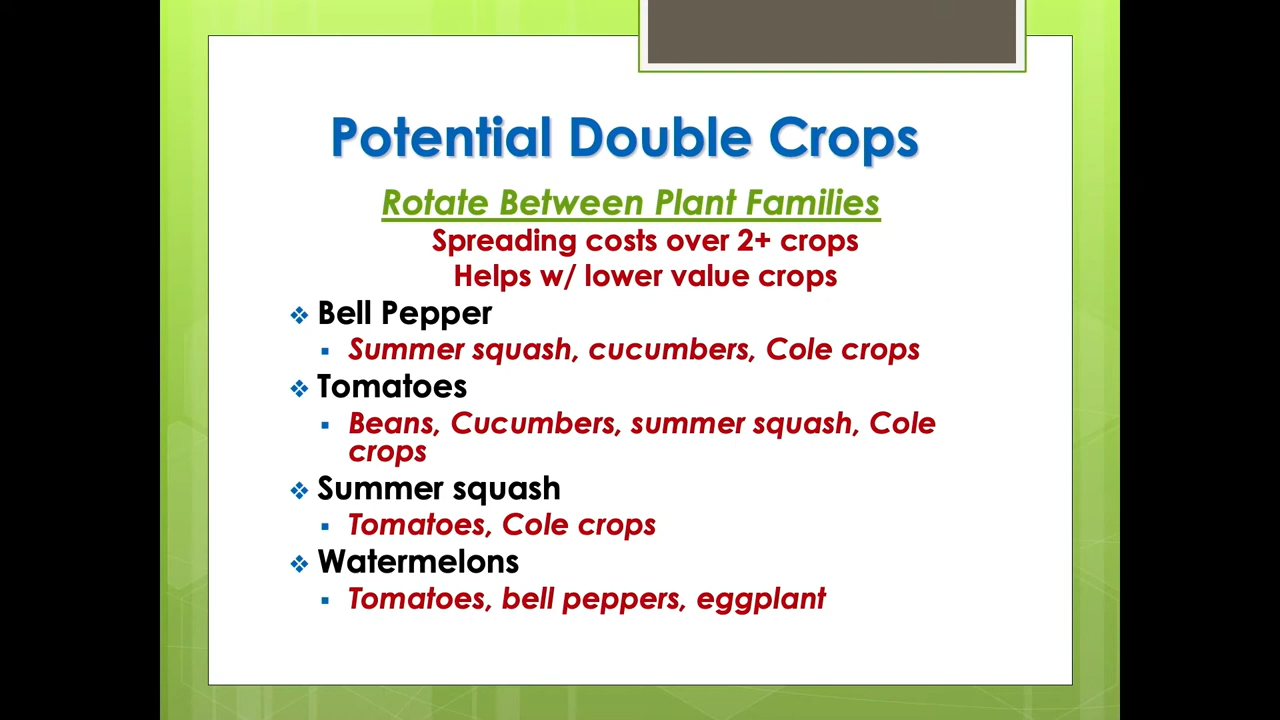 Potential Double Crops
Rotate Between Plant Families
Spreading costs over 2+ crops
Helps w/ lower value crops
❖ Bell Pepper
▪ Summer squash, cucumbers, Cole crops
❖ Tomatoes
▪ Beans, Cucumbers, summer squash, Cole
crops
❖ Summer squash
▪ Tomatoes, Cole crops
❖ Watermelons
▪ Tomatoes, bell peppers, eggplant